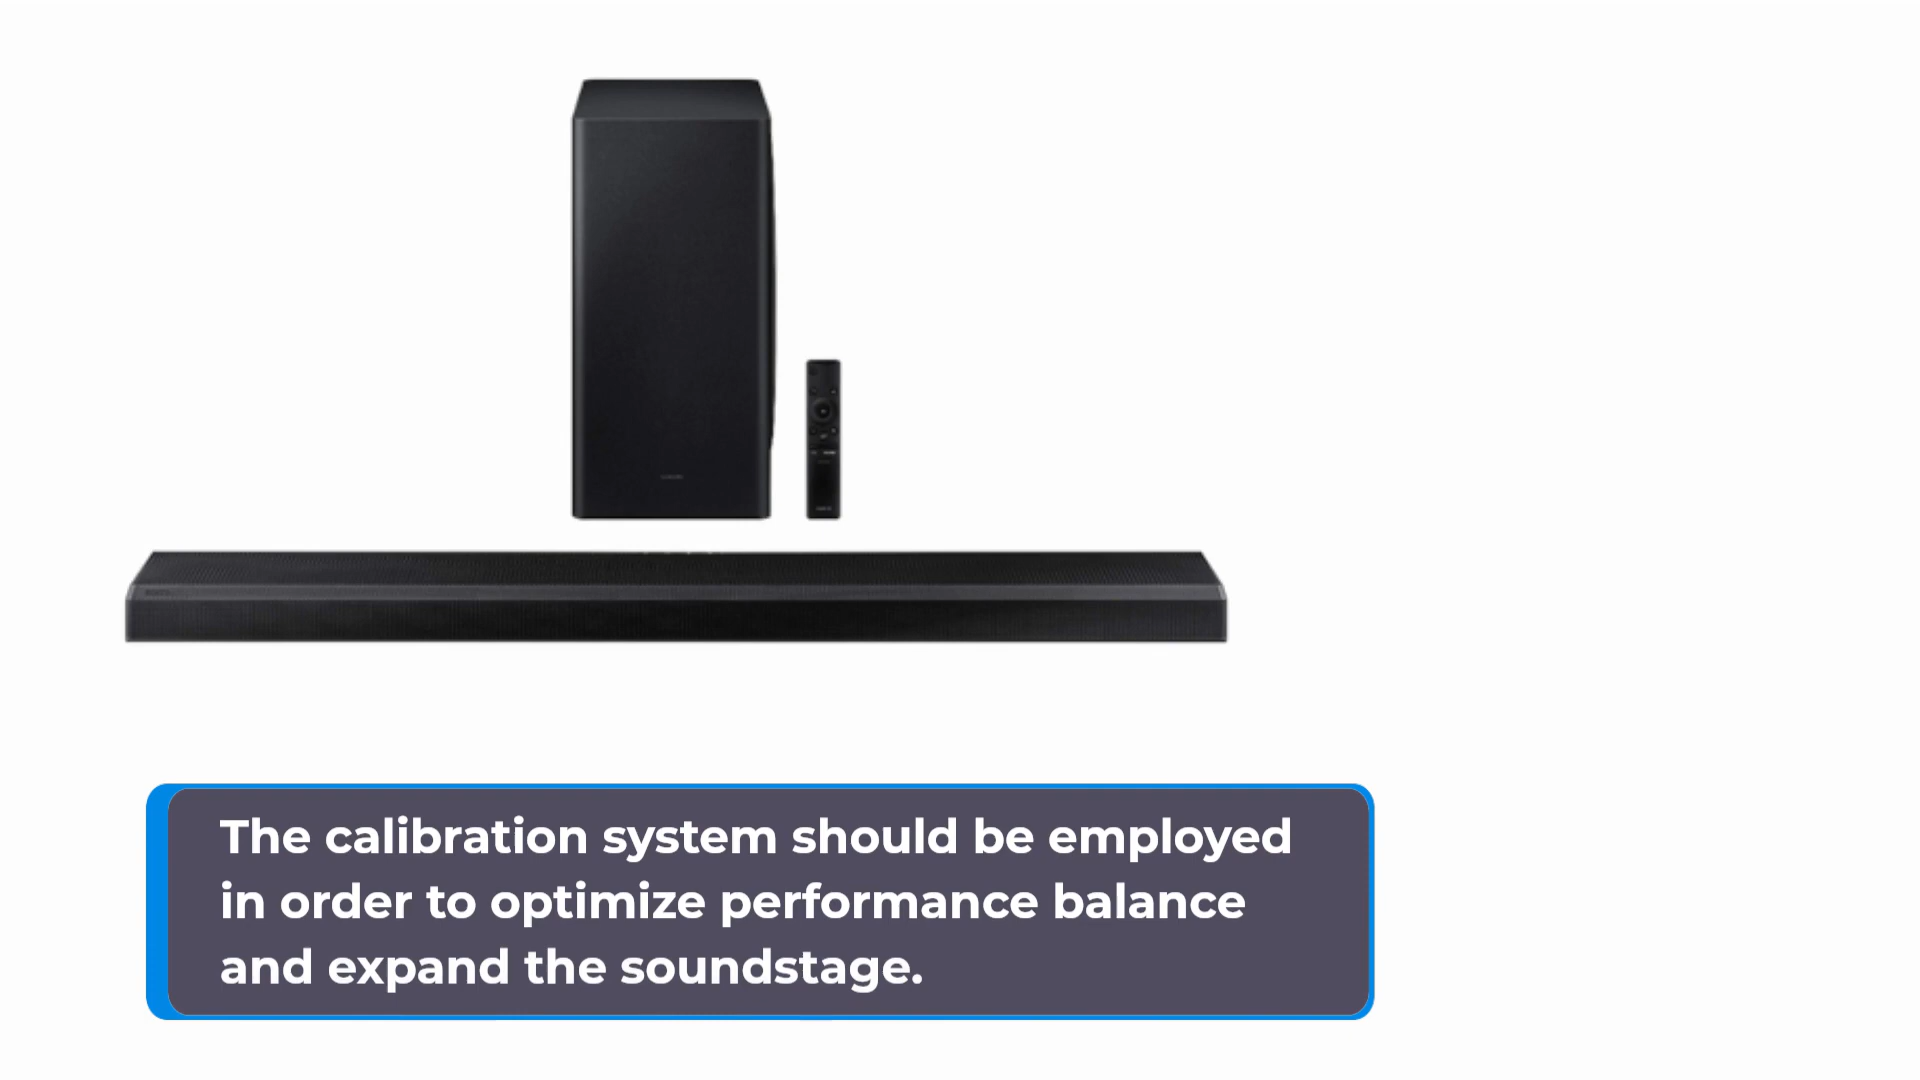 The calibration system should be employed
in order to optimize performance balance
and expand the soundstage.